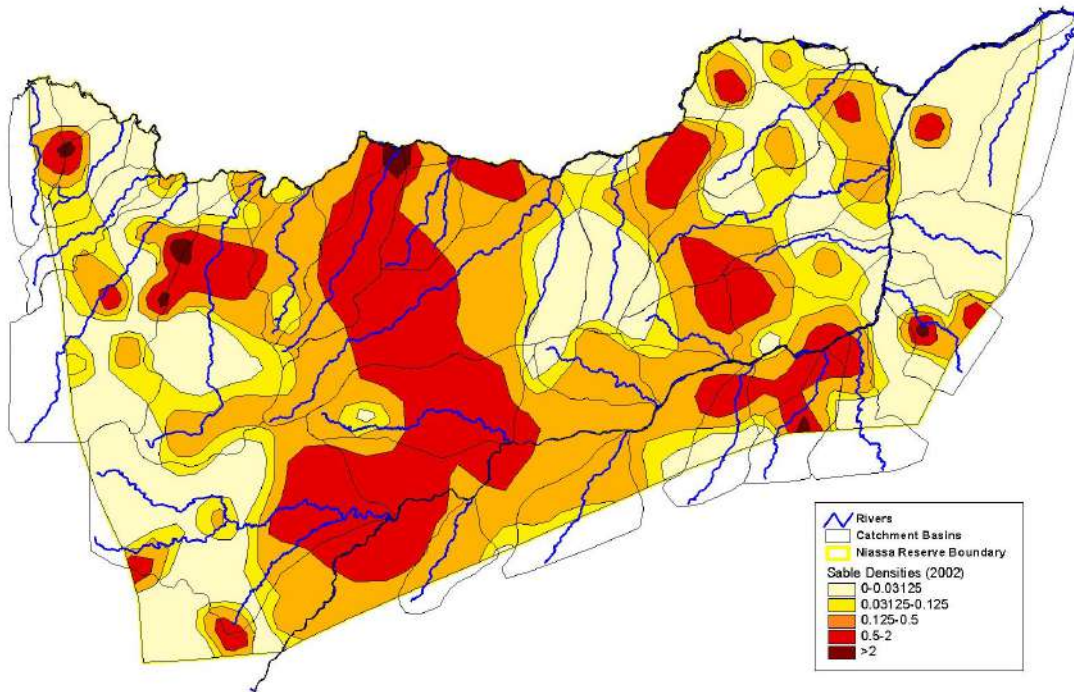 Rivers
Catchment Basins
Niassa Reserve Boundary
Sable Densities (2002)
0-0.03125
0.03125-0.125
0.125-0.5
0.5-2
>2